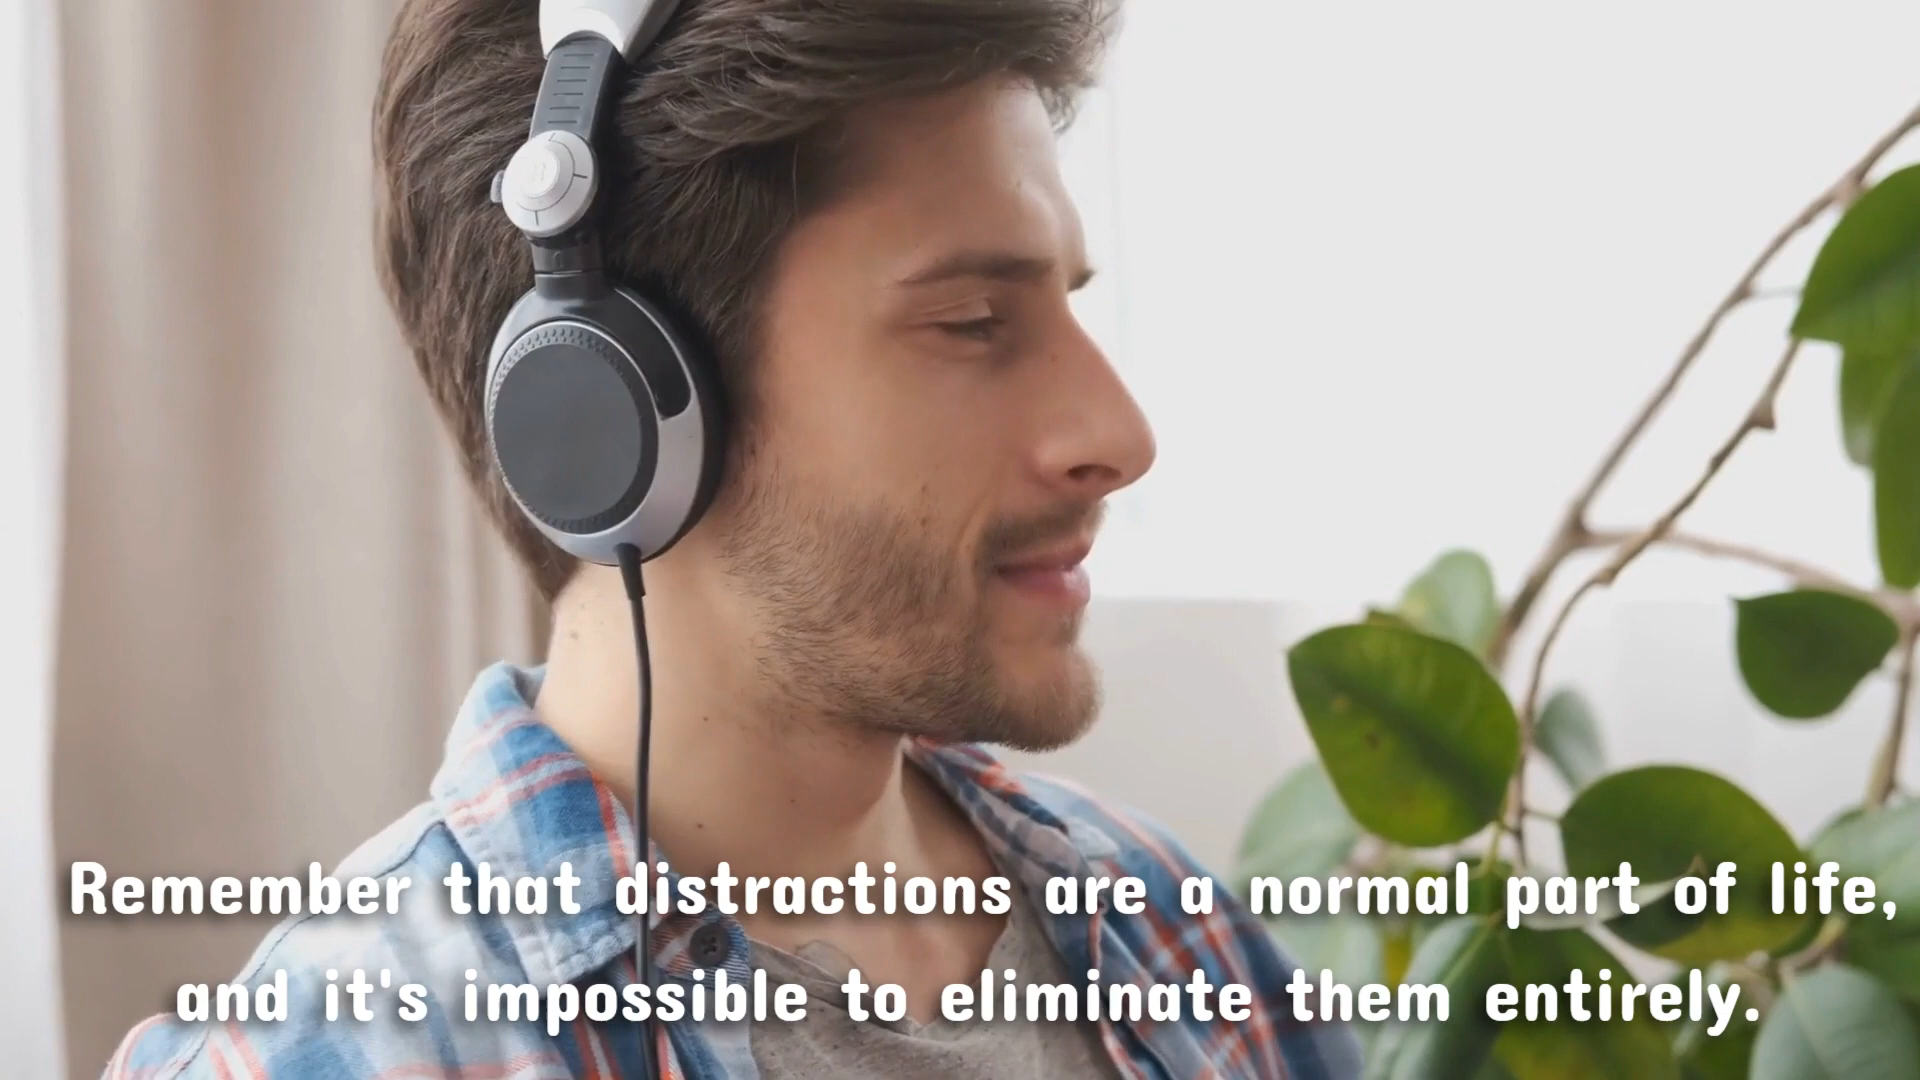 Remember that distractions are a normal part of life,
and it's impossible to eliminate them entirely.